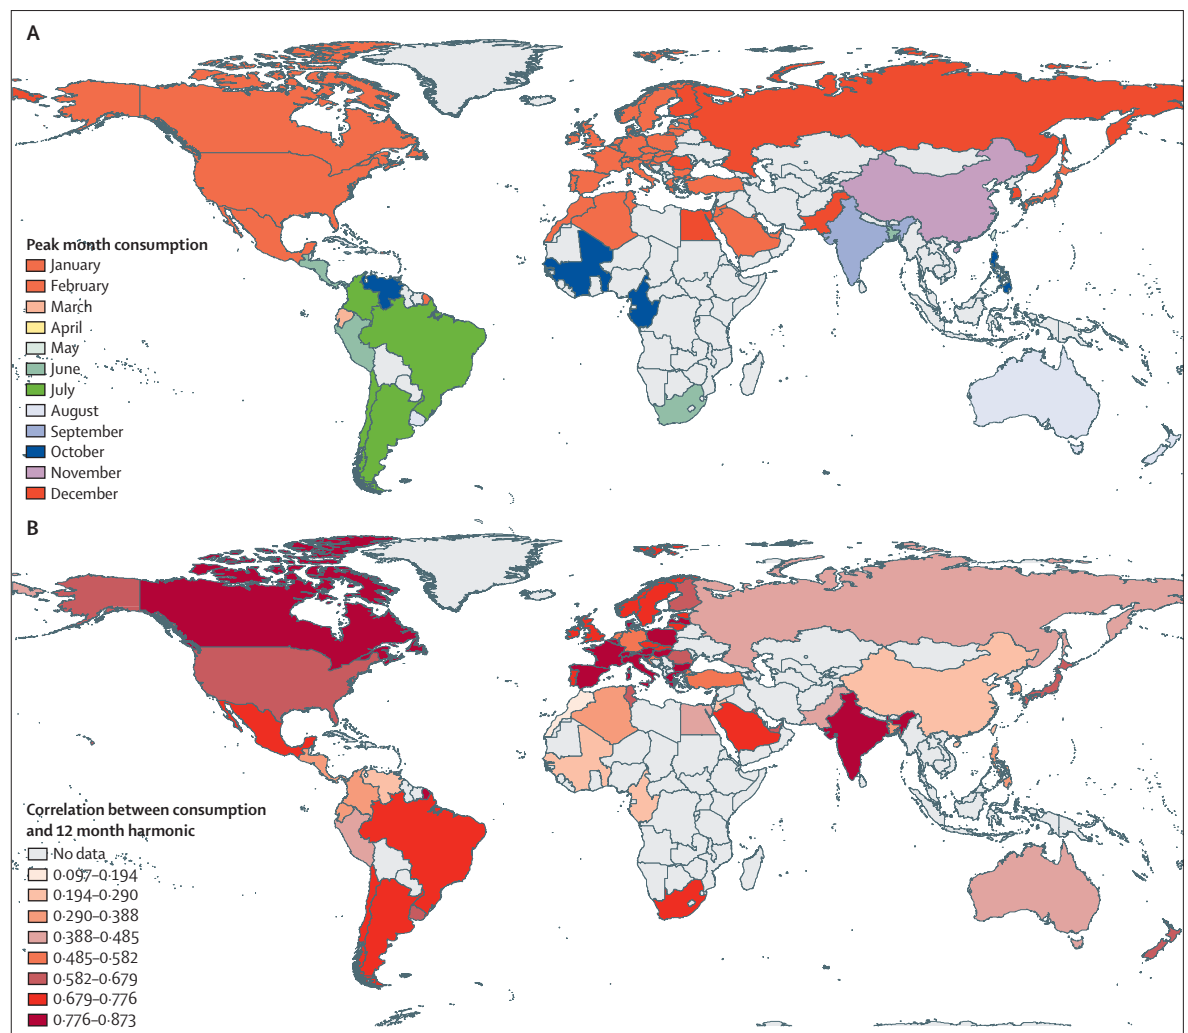 A
Peak month consumption
January
February
March
April
May
June
July
August
September
October
November
December
B
Correlation between consumption
and 12 month harmonic
No data
0·097–0·194
0·194–0·290
0·290–0·388
0·388–0·485
0·485–0·582
0·582–0·679
0·679–0·776
0·776–0·873